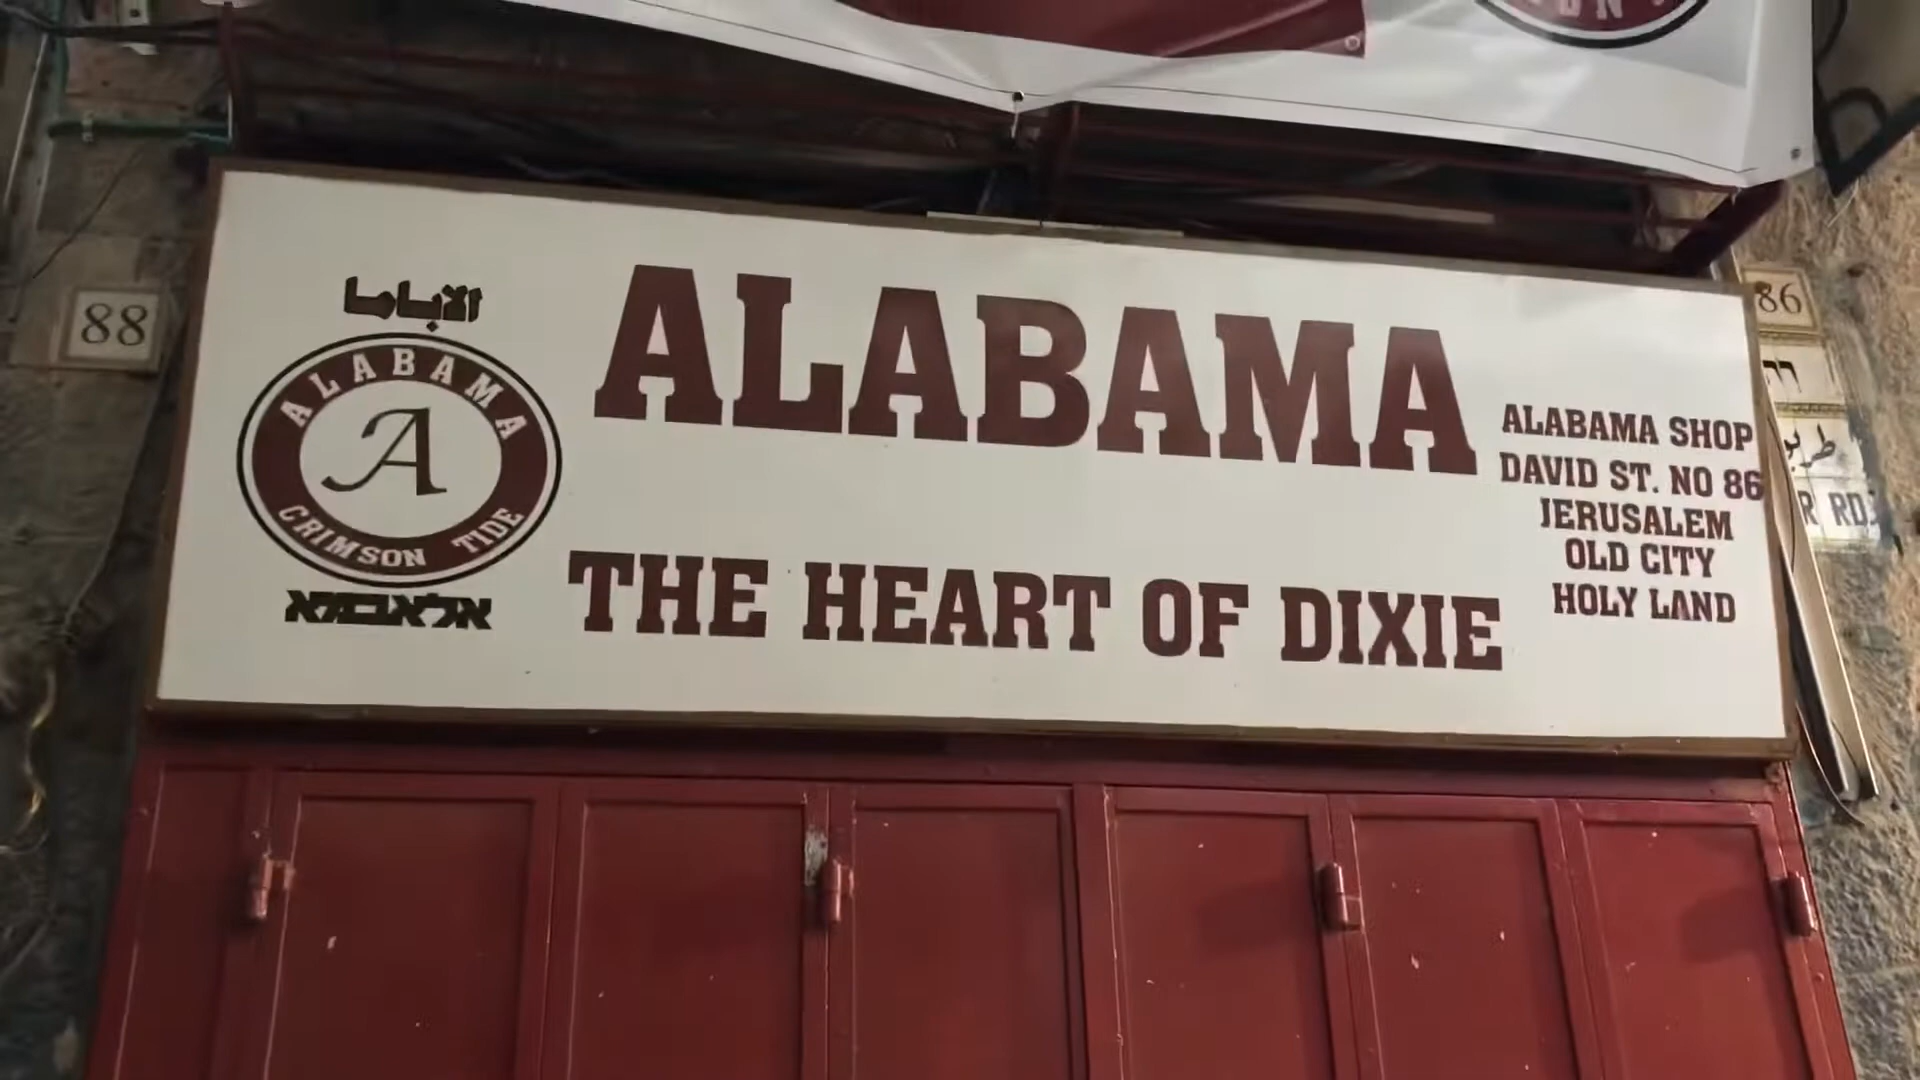 88
الاباما
ALABAMA
A
CRIMSON TIDE
אלאבמא
ALABAMA
THE HEART OF DIXIE
ALABAMA SHOP
DAVID ST. NO 86
JERUSALEM
OLD CITY
HOLY LAND
86
R RD